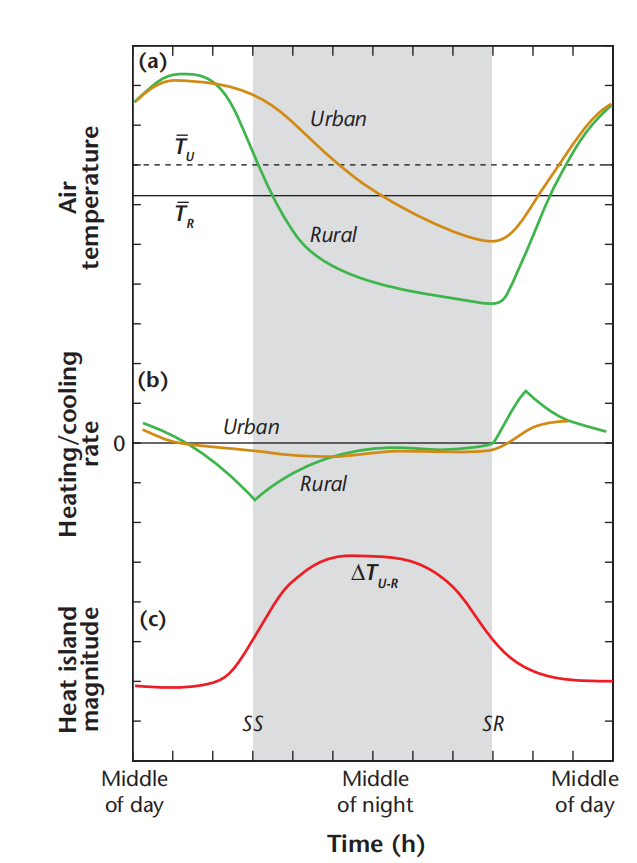 (a)
Urban
T̿U
T̿R
Rural
Air
temperature
(b)
Urban
0
Rural
Heating/cooling
rate
ΔTU-R
(c)
Heat island
magnitude
SS
SR
Middle
of day
Middle
of night
Middle
of day
Time (h)